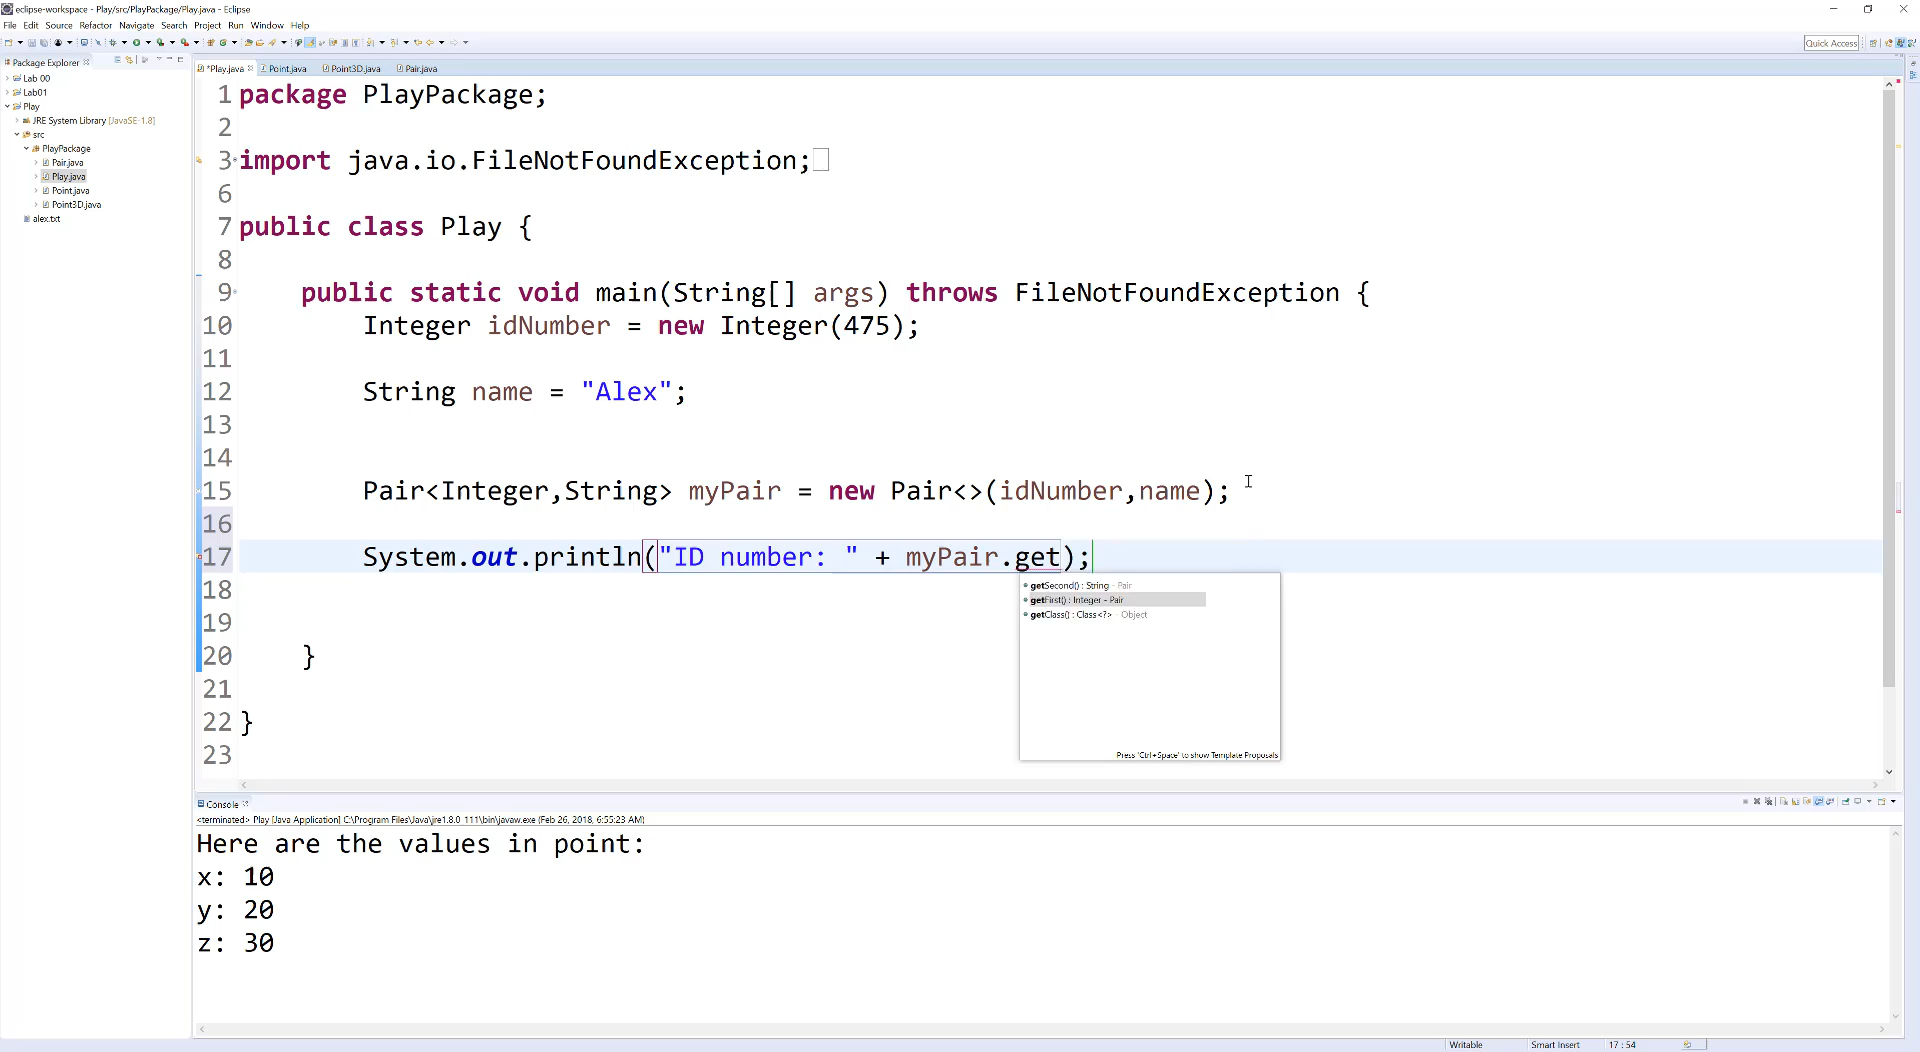 eclipse-workspace - Play/src/PlayPackage/Play.java - Eclipse
File Edit Source Refactor Navigate Search Project Run Window Help
Quick Access
Package Explorer
Lab 00
Lab01
Play
JRE System Library [JavaSE-1.8]
src
PlayPackage
Pair.java
Play.java
Point.java
Point3D.java
alex.txt
*Play.java Point.java Point3D.java Pair.java
1 package PlayPackage;
2
3 import java.io.FileNotFoundException;
6
7 public class Play {
8
9 public static void main(String[] args) throws FileNotFoundException {
10 Integer idNumber = new Integer(475);
11
12 String name = "Alex";
13
14
15 Pair<Integer,String> myPair = new Pair<>(idNumber,name);
16
17 System.out.println("ID number: " + myPair.get);
18
19
20 }
21
22 }
23
getSecond() : String - Pair
getFirst() : Integer - Pair
getClass() : Class<?> - Object
Press 'Ctrl+Space' to show Template Proposals
Console
<terminated> Play [Java Application] C:\Program Files\Java\jre1.8.0_111\bin\javaw.exe (Feb 26, 2018, 6:55:23 AM)
Here are the values in point:
x: 10
y: 20
z: 30
Writable Smart Insert 17 : 54